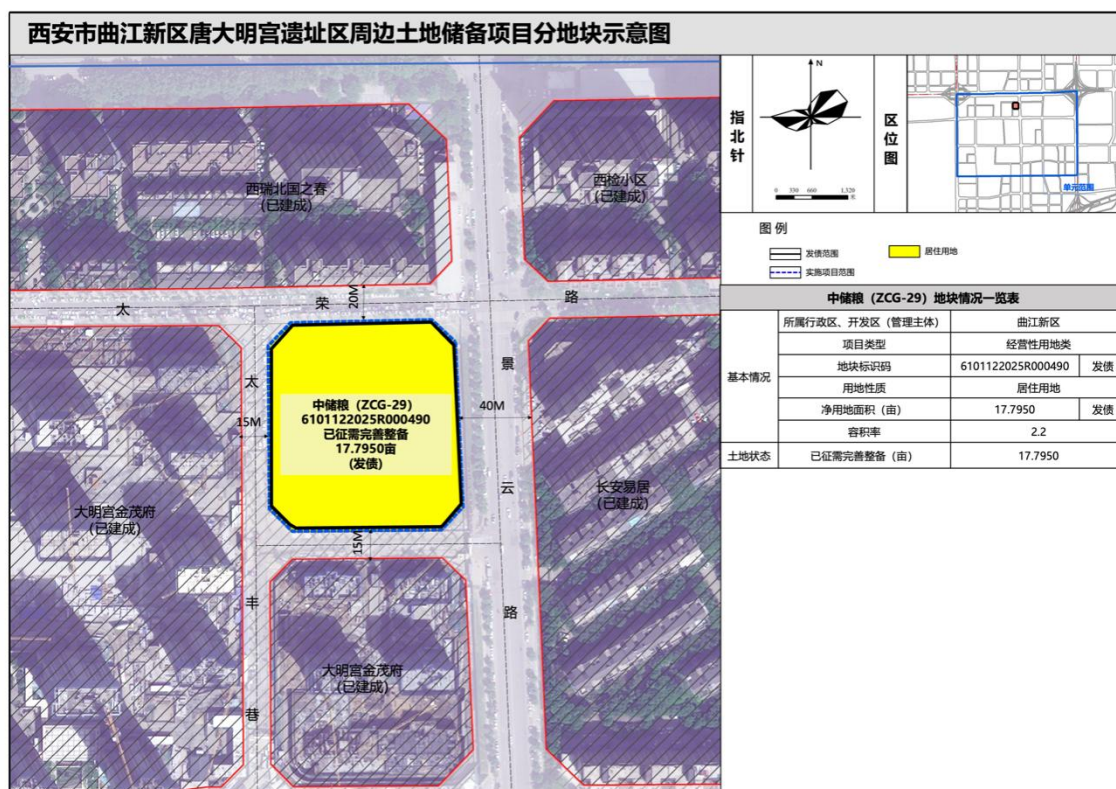 西安市曲江新区唐大明宫遗址区周边土地储备项目分地块示意图
西瑞北国之春
(已建成)
西检小区
(已建成)
太 荣 路
20M
太
丰
巷
15M
中储粮（ZCG-29）
6101122025R000490
已征需完善整备
17.7950亩
(发债)
景
云
路
40M
15M
大明宫金茂府
(已建成)
长安易居
(已建成)
大明宫金茂府
(已建成)
指北针
N
0 330 660 1,320
米
区位图
单元范围
图 例
发债范围
居住用地
实施项目范围
中储粮（ZCG-29）地块情况一览表
基本情况
所属行政区、开发区（管理主体） 曲江新区
项目类型 经营性用地类
地块标识码 6101122025R000490 发债
用地性质 居住用地
净用地面积（亩） 17.7950 发债
容积率 2.2
土地状态 已征需完善整备（亩） 17.7950